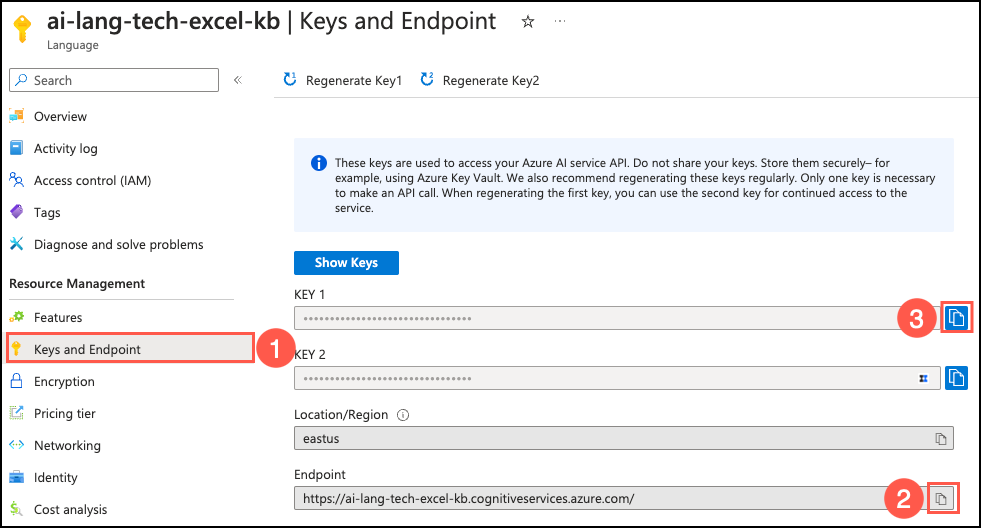 ai-lang-tech-excel-kb | Keys and Endpoint ☆ ···
Language
Search «
Regenerate Key1 Regenerate Key2
Overview
Activity log
Access control (IAM)
Tags
Diagnose and solve problems
Resource Management
Features
Keys and Endpoint
1
Encryption
Pricing tier
Networking
Identity
Cost analysis
These keys are used to access your Azure AI service API. Do not share your keys. Store them securely– for
example, using Azure Key Vault. We also recommend regenerating these keys regularly. Only one key is necessary
to make an API call. When regenerating the first key, you can use the second key for continued access to the
service.
Show Keys
KEY 1
••••••••••••••••••••••••••••••••
3
KEY 2
••••••••••••••••••••••••••••••••
Location/Region
eastus
Endpoint
https://ai-lang-tech-excel-kb.cognitiveservices.azure.com/
2